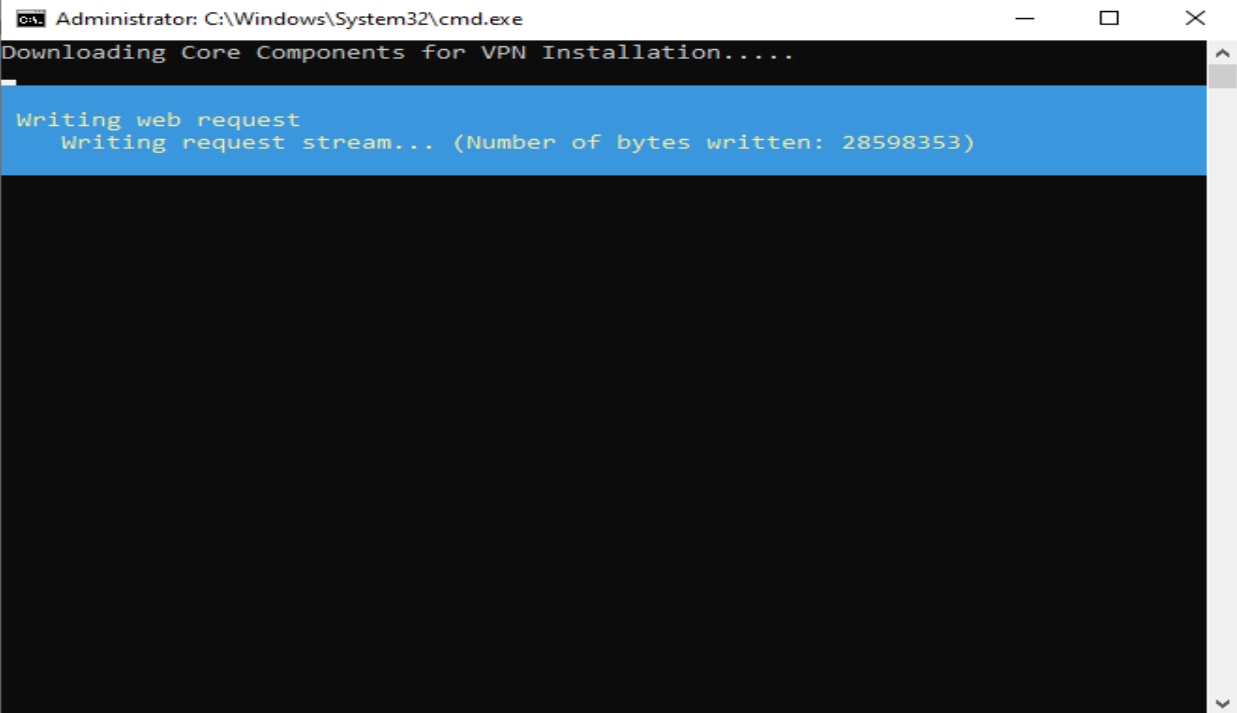 Administrator: C:\Windows\System32\cmd.exe
Downloading Core Components for VPN Installation.....
Writing web request
Writing request stream... (Number of bytes written: 28598353)